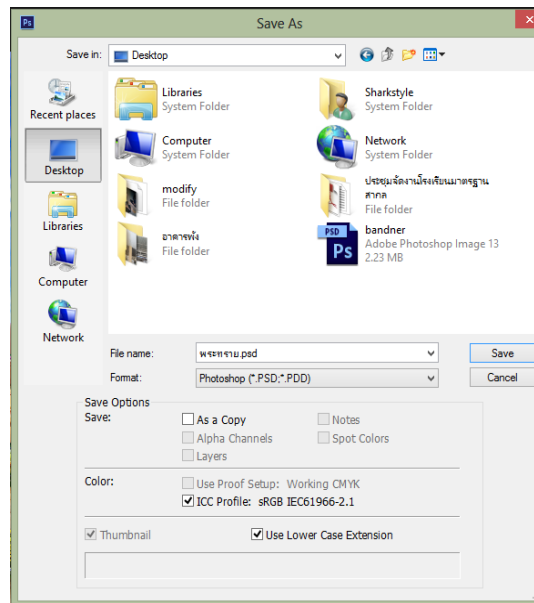 Ps
Save As
Save in:
Desktop
Recent places
Desktop
Libraries
Computer
Network
Libraries
System Folder
Sharkstyle
System Folder
Computer
System Folder
Network
System Folder
modify
File folder
ประชุมจัดงานโรงเรียนมาตรฐาน
สากล
File folder
อาคารพัง
File folder
PSD
Ps
bandner
Adobe Photoshop Image 13
2.23 MB
File name:
พระทราย.psd
Save
Format:
Photoshop (*.PSD;*.PDD)
Cancel
Save Options
Save:
As a Copy
Notes
Alpha Channels
Spot Colors
Layers
Color:
Use Proof Setup: Working CMYK
ICC Profile: sRGB IEC61966-2.1
Thumbnail
Use Lower Case Extension